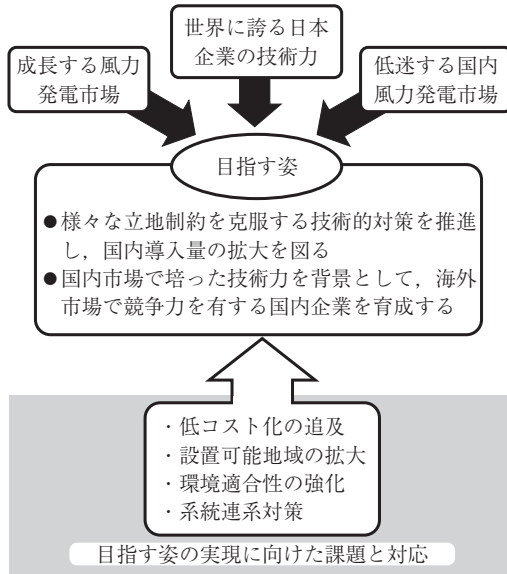 世界に誇る日本
企業の技術力
成長する風力
発電市場
低迷する国内
風力発電市場
目指す姿
●様々な立地制約を克服する技術的対策を推進
し，国内導入量の拡大を図る
●国内市場で培った技術力を背景として，海外
市場で競争力を有する国内企業を育成する
・低コスト化の追及
・設置可能地域の拡大
・環境適合性の強化
・系統連系対策
目指す姿の実現に向けた課題と対応